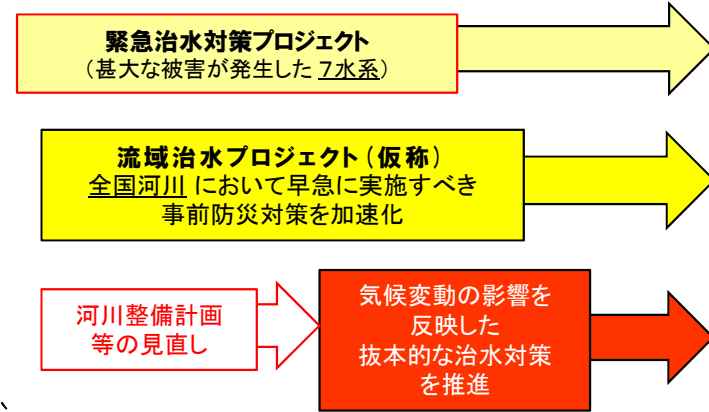 緊急治水対策プロジェクト
（甚大な被害が発生した 7水系）
流域治水プロジェクト（仮称）
全国河川 において早急に実施すべき
事前防災対策を加速化
河川整備計画
等の見直し
気候変動の影響を
反映した
抜本的な治水対策
を推進
、